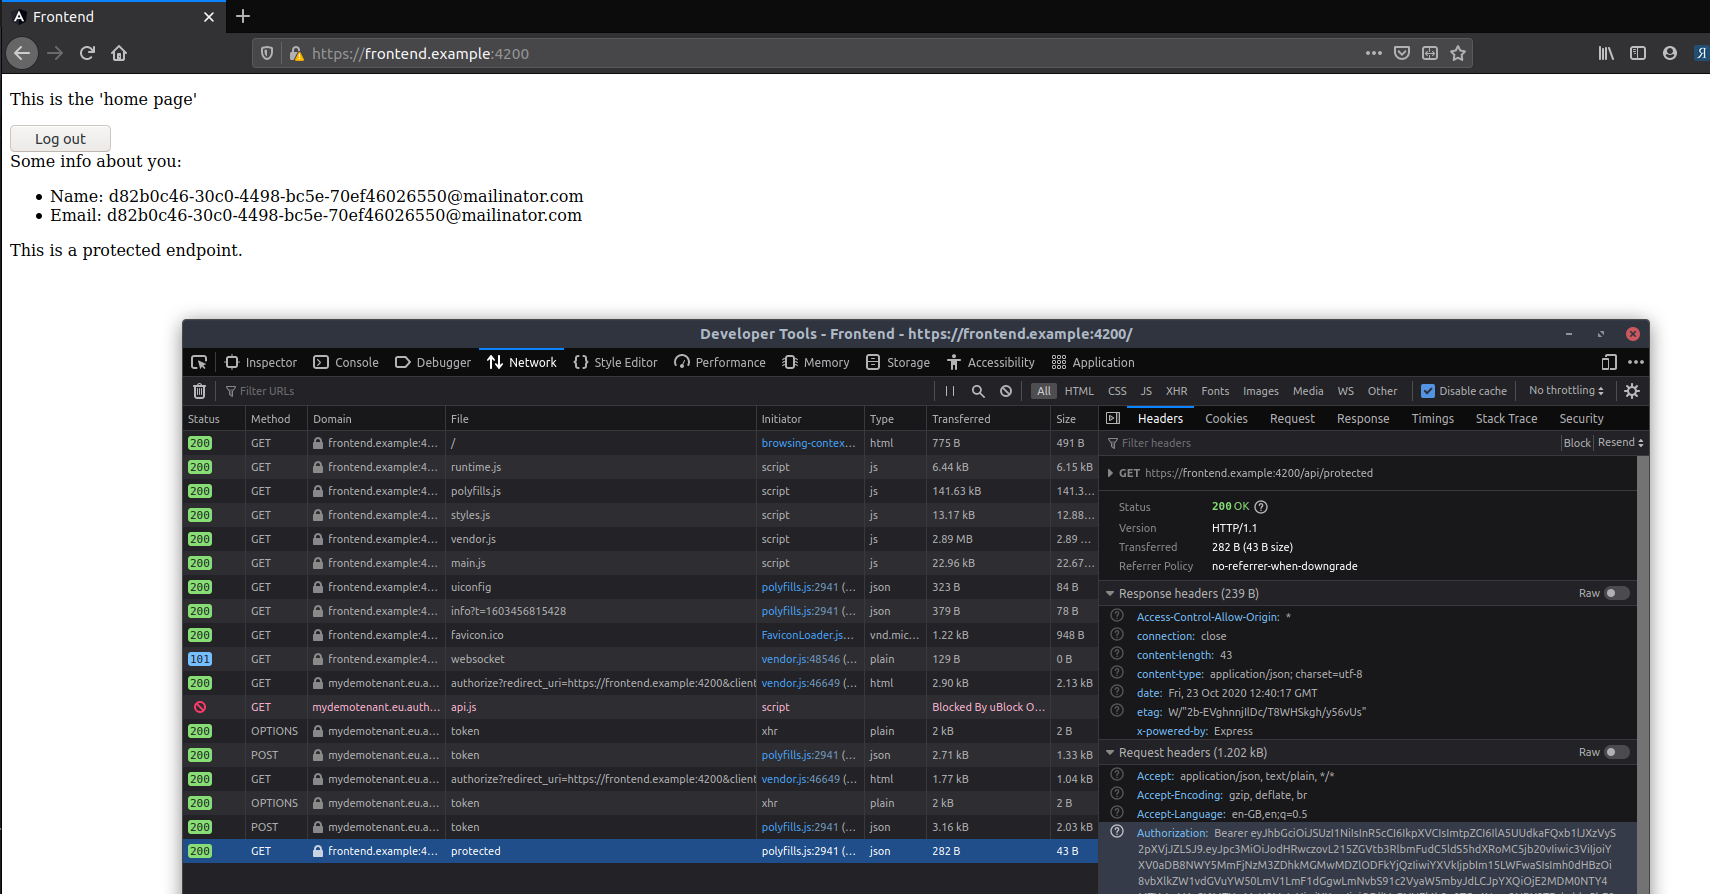 Frontend
https://frontend.example:4200
This is the 'home page'
Log out
Some info about you:
Name: d82b0c46-30c0-4498-bc5e-70ef46026550@mailinator.com
Email: d82b0c46-30c0-4498-bc5e-70ef46026550@mailinator.com
This is a protected endpoint.
Developer Tools - Frontend - https://frontend.example:4200/
Inspector Console Debugger Network Style Editor Performance Memory Storage Accessibility Application
Filter URLs All HTML CSS JS XHR Fonts Images Media WS Other Disable cache No throttling
Status Method Domain File Initiator Type Transferred Size
200 GET frontend.example:4... / browsing-contex... html 775 B 491 B
200 GET frontend.example:4... runtime.js script js 6.44 kB 6.15 kB
200 GET frontend.example:4... polyfills.js script js 141.63 kB 141.3...
200 GET frontend.example:4... styles.js script js 13.17 kB 12.88...
200 GET frontend.example:4... vendor.js script js 2.89 MB 2.89 ...
200 GET frontend.example:4... main.js script js 22.96 kB 22.67...
200 GET frontend.example:4... uiconfig polyfills.js:2941 (... json 323 B 84 B
200 GET frontend.example:4... info?t=1603456815428 polyfills.js:2941 (... json 379 B 78 B
200 GET frontend.example:4... favicon.ico FaviconLoader.js... vnd.mic... 1.22 kB 948 B
101 GET frontend.example:4... websocket vendor.js:48546 (... plain 129 B 0 B
200 GET mydemotenant.eu.a... authorize?redirect_uri=https://frontend.example:4200&client vendor.js:46649 (... html 2.90 kB 2.13 kB
GET mydemotenant.eu.auth... api.js script Blocked By uBlock O...
200 OPTIONS mydemotenant.eu.a... token xhr plain 2 kB 2 B
200 POST mydemotenant.eu.a... token polyfills.js:2941 (... json 2.71 kB 1.33 kB
200 GET mydemotenant.eu.a... authorize?redirect_uri=https://frontend.example:4200&client vendor.js:46649 (... html 1.77 kB 1.04 kB
200 OPTIONS mydemotenant.eu.a... token xhr plain 2 kB 2 B
200 POST mydemotenant.eu.a... token polyfills.js:2941 (... json 3.16 kB 2.03 kB
200 GET frontend.example:4... protected polyfills.js:2941 (... json 282 B 43 B
Headers Cookies Request Response Timings Stack Trace Security
Filter headers Block Resend
GET https://frontend.example:4200/api/protected
Status 200 OK
Version HTTP/1.1
Transferred 282 B (43 B size)
Referrer Policy no-referrer-when-downgrade
Response headers (239 B) Raw
Access-Control-Allow-Origin: *
connection: close
content-length: 43
content-type: application/json; charset=utf-8
date: Fri, 23 Oct 2020 12:40:17 GMT
etag: W/"2b-EVghnnjIlDc/T8WHSkgh/y56vUs"
x-powered-by: Express
Request headers (1.202 kB) Raw
Accept: application/json, text/plain, */*
Accept-Encoding: gzip, deflate, br
Accept-Language: en-GB,en;q=0.5
Authorization: Bearer